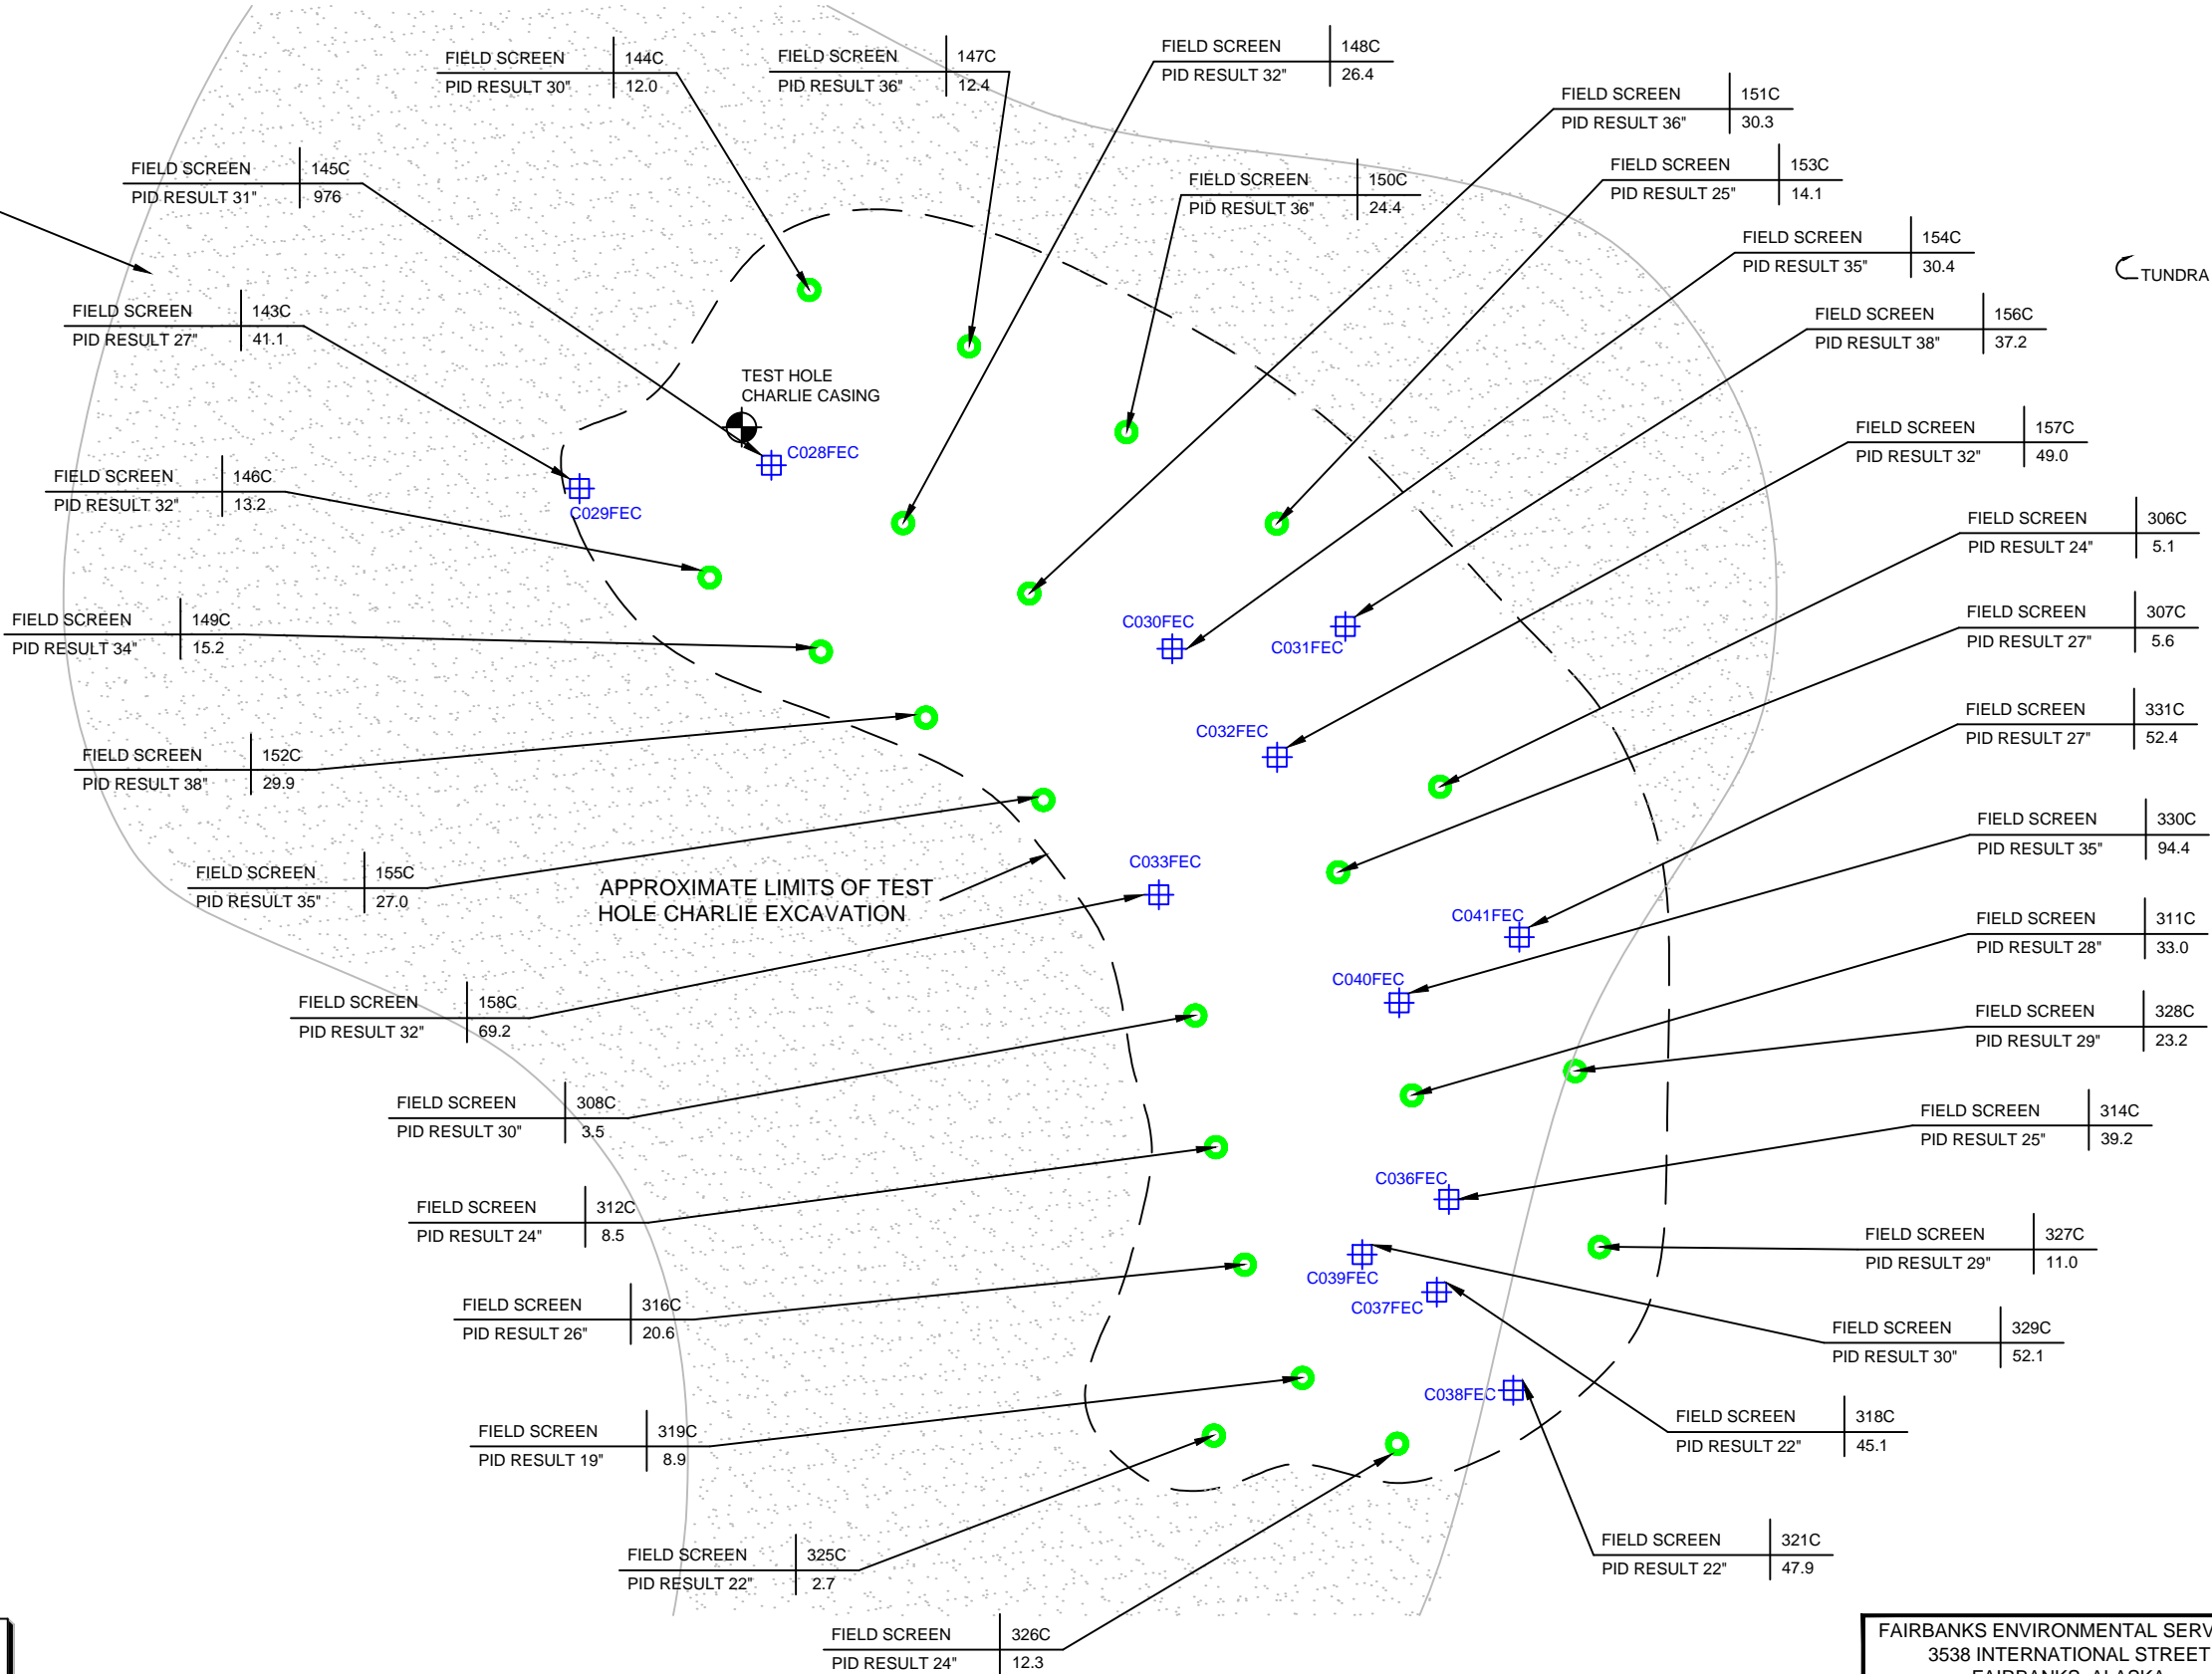 FIELD SCREEN 144C
PID RESULT 30" 12.0
FIELD SCREEN 147C
PID RESULT 36" 12.4
FIELD SCREEN 148C
PID RESULT 32" 26.4
FIELD SCREEN 151C
PID RESULT 36" 30.3
FIELD SCREEN 145C
PID RESULT 31" 976
FIELD SCREEN 150C
PID RESULT 36" 24.4
FIELD SCREEN 153C
PID RESULT 25" 14.1
FIELD SCREEN 154C
PID RESULT 35" 30.4
TUNDRA
FIELD SCREEN 143C
PID RESULT 27" 41.1
FIELD SCREEN 156C
PID RESULT 38" 37.2
TEST HOLE
CHARLIE CASING
C028FEC
FIELD SCREEN 157C
PID RESULT 32" 49.0
FIELD SCREEN 146C
PID RESULT 32" 13.2
C029FEC
FIELD SCREEN 306C
PID RESULT 24" 5.1
FIELD SCREEN 149C
PID RESULT 34" 15.2
C030FEC
C031FEC
FIELD SCREEN 307C
PID RESULT 27" 5.6
FIELD SCREEN 331C
PID RESULT 27" 52.4
C032FEC
FIELD SCREEN 152C
PID RESULT 38" 29.9
FIELD SCREEN 330C
PID RESULT 35" 94.4
FIELD SCREEN 155C
PID RESULT 35" 27.0
APPROXIMATE LIMITS OF TEST
HOLE CHARLIE EXCAVATION
C033FEC
C041FEC
FIELD SCREEN 311C
PID RESULT 28" 33.0
C040FEC
FIELD SCREEN 158C
PID RESULT 32" 69.2
FIELD SCREEN 328C
PID RESULT 29" 23.2
FIELD SCREEN 308C
PID RESULT 30" 3.5
FIELD SCREEN 314C
PID RESULT 25" 39.2
C036FEC
FIELD SCREEN 312C
PID RESULT 24" 8.5
FIELD SCREEN 327C
PID RESULT 29" 11.0
C039FEC
C037FEC
FIELD SCREEN 316C
PID RESULT 26" 20.6
FIELD SCREEN 329C
PID RESULT 30" 52.1
C038FEC
FIELD SCREEN 318C
PID RESULT 22" 45.1
FIELD SCREEN 319C
PID RESULT 19" 8.9
FIELD SCREEN 321C
PID RESULT 22" 47.9
FIELD SCREEN 325C
PID RESULT 22" 2.7
FIELD SCREEN 326C
PID RESULT 24" 12.3
FAIRBANKS ENVIRONMENTAL SERV
3538 INTERNATIONAL STREET
FAIRBANKS, ALASKA